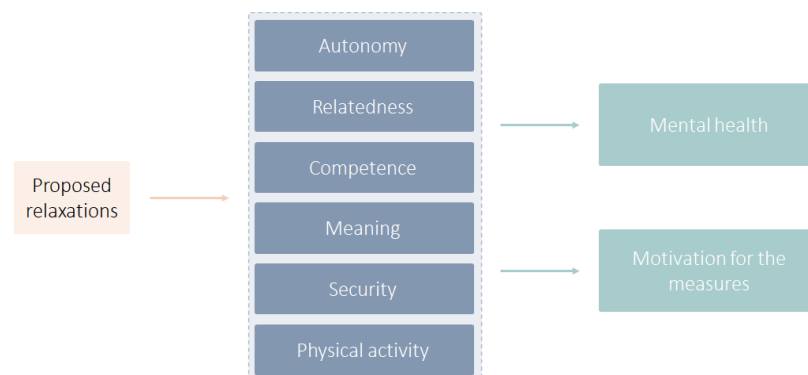 Autonomy
Relatedness
Competence
Meaning
Security
Physical activity
Proposed
relaxations
Mental health
Motivation for the
measures